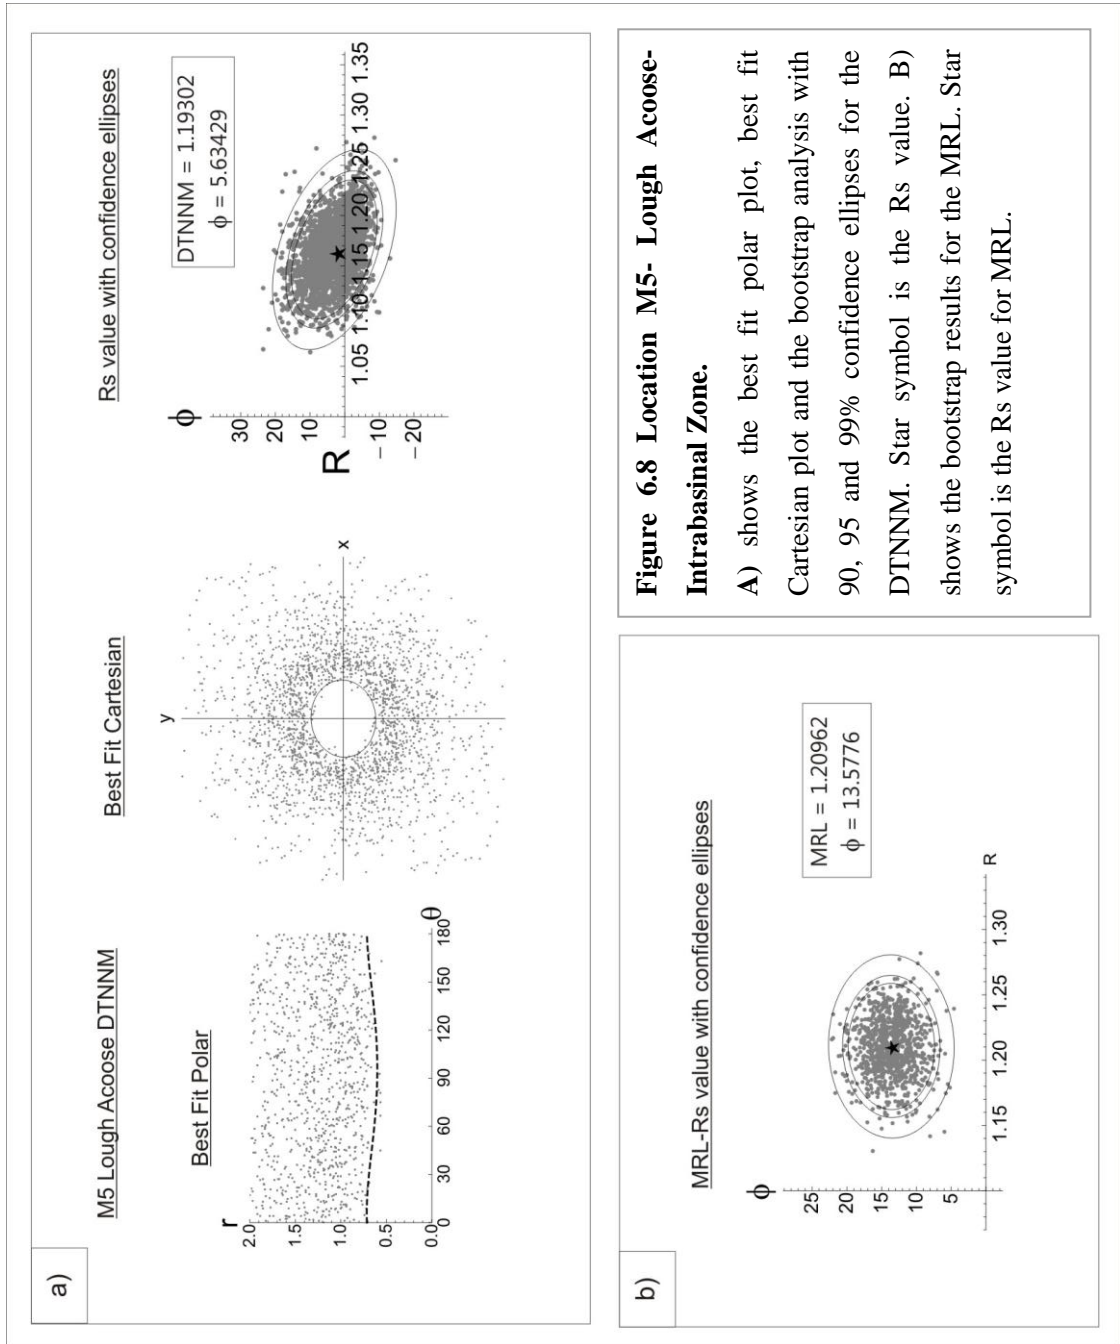 a)
M5 Lough Acoose DTNNM
Best Fit Polar
r
2.0
1.5
1.0
0.5
0.0
0 30 60 90 120 150 180
θ
Best Fit Cartesian
y
x
Rs value with confidence ellipses
DTNNM = 1.19302
ϕ = 5.63429
ϕ
30
20
10
R
1.05 1.10 1.15 1.20 1.25 1.30 1.35
−10
−20
b)
MRL-Rs value with confidence ellipses
MRL = 1.20962
ϕ = 13.5776
ϕ
25
20
15
10
5
R
1.15 1.20 1.25 1.30
Figure 6.8 Location M5- Lough Acoose-
Intrabasinal Zone.
A) shows the best fit polar plot, best fit
Cartesian plot and the bootstrap analysis with
90, 95 and 99% confidence ellipses for the
DTNNM. Star symbol is the Rs value. B)
shows the bootstrap results for the MRL. Star
symbol is the Rs value for MRL.